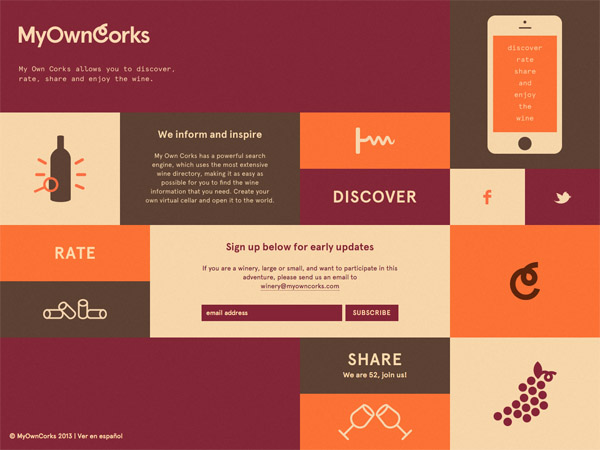 MyOwnCorks
My Own Corks allows you to discover,
rate, share and enjoy the wine.
discover
rate
share
and
enjoy
the
wine
We inform and inspire
My Own Corks has a powerful search
engine, which uses the most extensive
wine directory, making it as easy as
possible for you to find the wine
information that you need. Create your
own virtual cellar and open it to the world.
DISCOVER
f
RATE
Sign up below for early updates
If you are a winery, large or small, and want to participate in this
adventure, please send us an email to
winery@myowncorks.com
email address
SUBSCRIBE
SHARE
We are 52, join us!
© MyOwnCorks 2013 | Ver en español